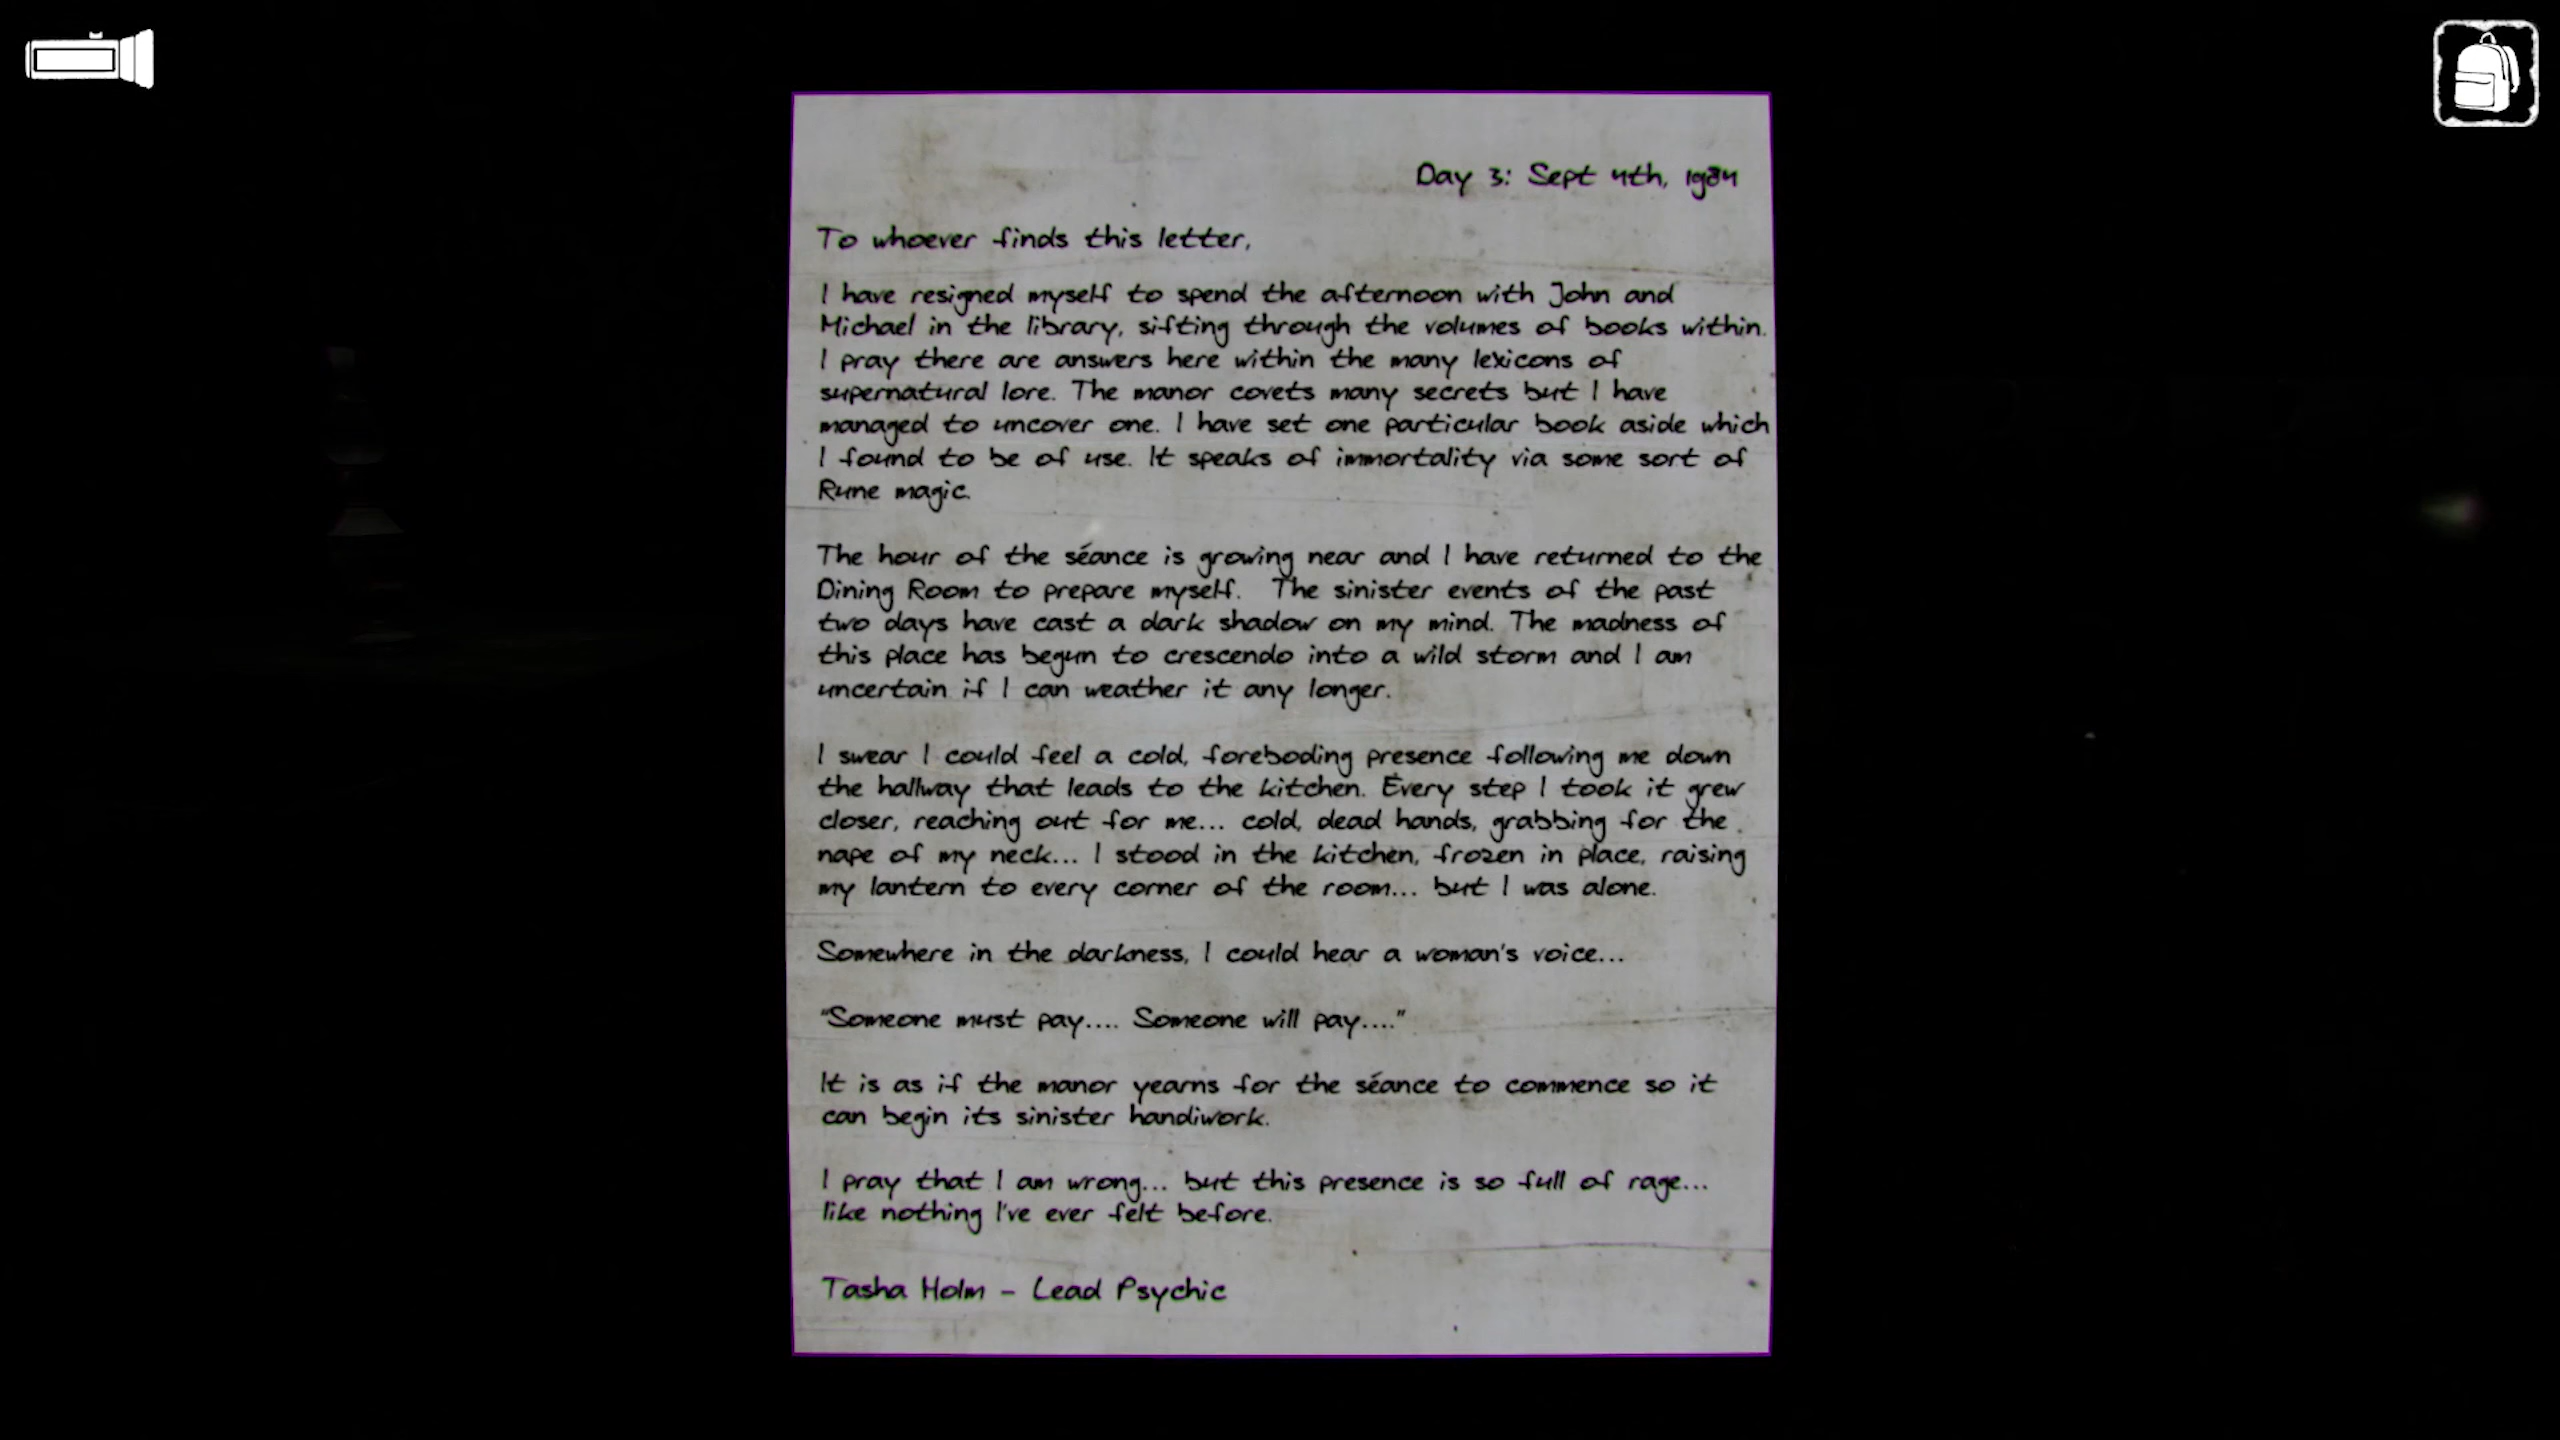 Day 3: Sept 4th, 1984
To whoever finds this letter,
I have resigned myself to spend the afternoon with John and
Michael in the library, sifting through the volumes of books within.
I pray there are answers here within the many lexicons of
supernatural lore. The manor covets many secrets but I have
managed to uncover one. I have set one particular book aside which
I found to be of use. It speaks of immortality via some sort of
Rune magic.
The hour of the séance is growing near and I have returned to the
Dining Room to prepare myself. The sinister events of the past
two days have cast a dark shadow on my mind. The madness of
this place has begun to crescendo into a wild storm and I am
uncertain if I can weather it any longer.
I swear I could feel a cold, foreboding presence following me down
the hallway that leads to the kitchen. Every step I took it grew
closer, reaching out for me... cold, dead hands, grabbing for the
nape of my neck... I stood in the kitchen, frozen in place, raising
my lantern to every corner of the room... but I was alone.
Somewhere in the darkness, I could hear a woman's voice...
"Someone must pay.... Someone will pay...."
It is as if the manor yearns for the séance to commence so it
can begin its sinister handiwork.
I pray that I am wrong... but this presence is so full of rage...
like nothing I've ever felt before.
Tasha Holm - Lead Psychic